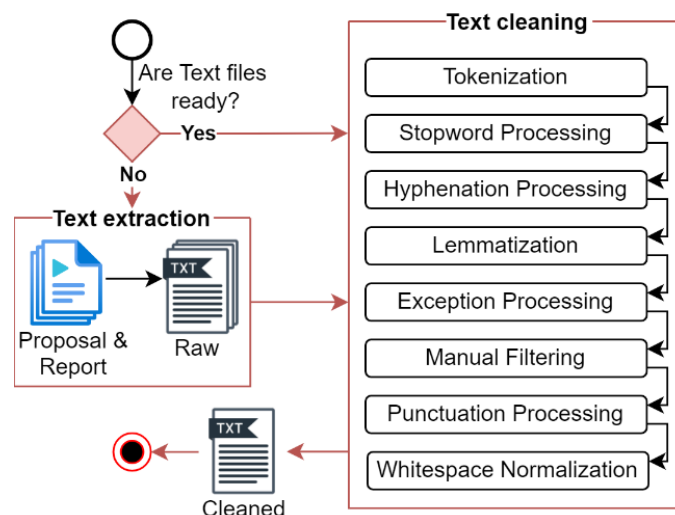 Text cleaning
Are Text files
ready?
Yes
No
Text extraction
TXT
Proposal &
Report
Raw
Tokenization
Stopword Processing
Hyphenation Processing
Lemmatization
Exception Processing
Manual Filtering
Punctuation Processing
Whitespace Normalization
TXT
Cleaned